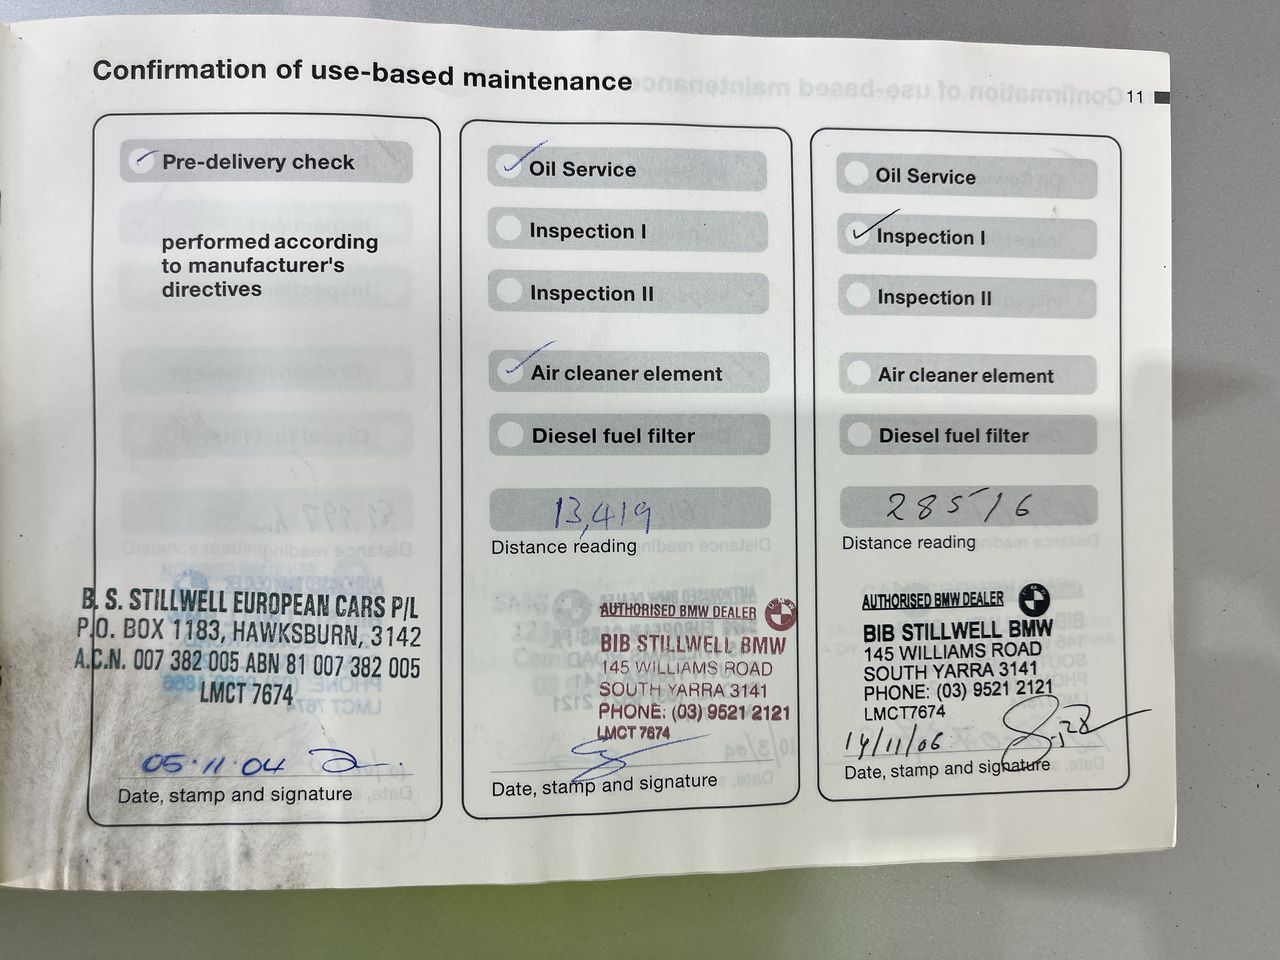 Confirmation of use-based maintenance
11
Pre-delivery check
performed according
to manufacturer's
directives
B. S. STILLWELL EUROPEAN CARS P/L
P.O. BOX 1183, HAWKSBURN, 3142
A.C.N. 007 382 005 ABN 81 007 382 005
LMCT 7674
05.11.04
Date, stamp and signature
Oil Service
Inspection I
Inspection II
Air cleaner element
Diesel fuel filter
13,419
Distance reading
AUTHORISED BMW DEALER
BIB STILLWELL BMW
145 WILLIAMS ROAD
SOUTH YARRA 3141
PHONE: (03) 9521 2121
LMCT 7674
Date, stamp and signature
Oil Service
Inspection I
Inspection II
Air cleaner element
Diesel fuel filter
28516
Distance reading
AUTHORISED BMW DEALER
BIB STILLWELL BMW
145 WILLIAMS ROAD
SOUTH YARRA 3141
PHONE: (03) 9521 2121
LMCT7674
14/11/06
Date, stamp and signature